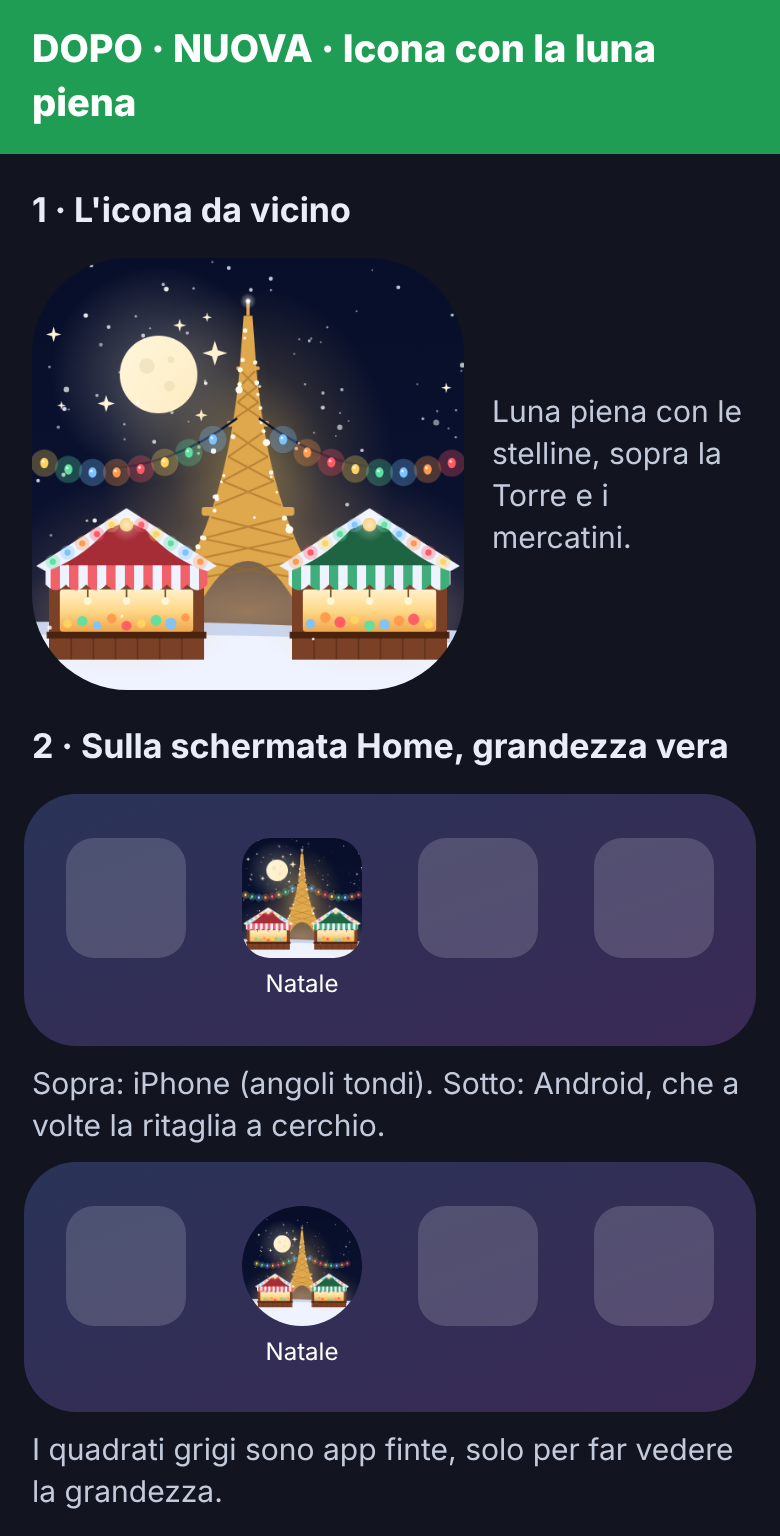 DOPO · NUOVA · Icona con la luna
piena
1 · L'icona da vicino
Luna piena con le
stelline, sopra la
Torre e i
mercatini.
2 · Sulla schermata Home, grandezza vera
Natale
Sopra: iPhone (angoli tondi). Sotto: Android, che a
volte la ritaglia a cerchio.
Natale
I quadrati grigi sono app finte, solo per far vedere
la grandezza.